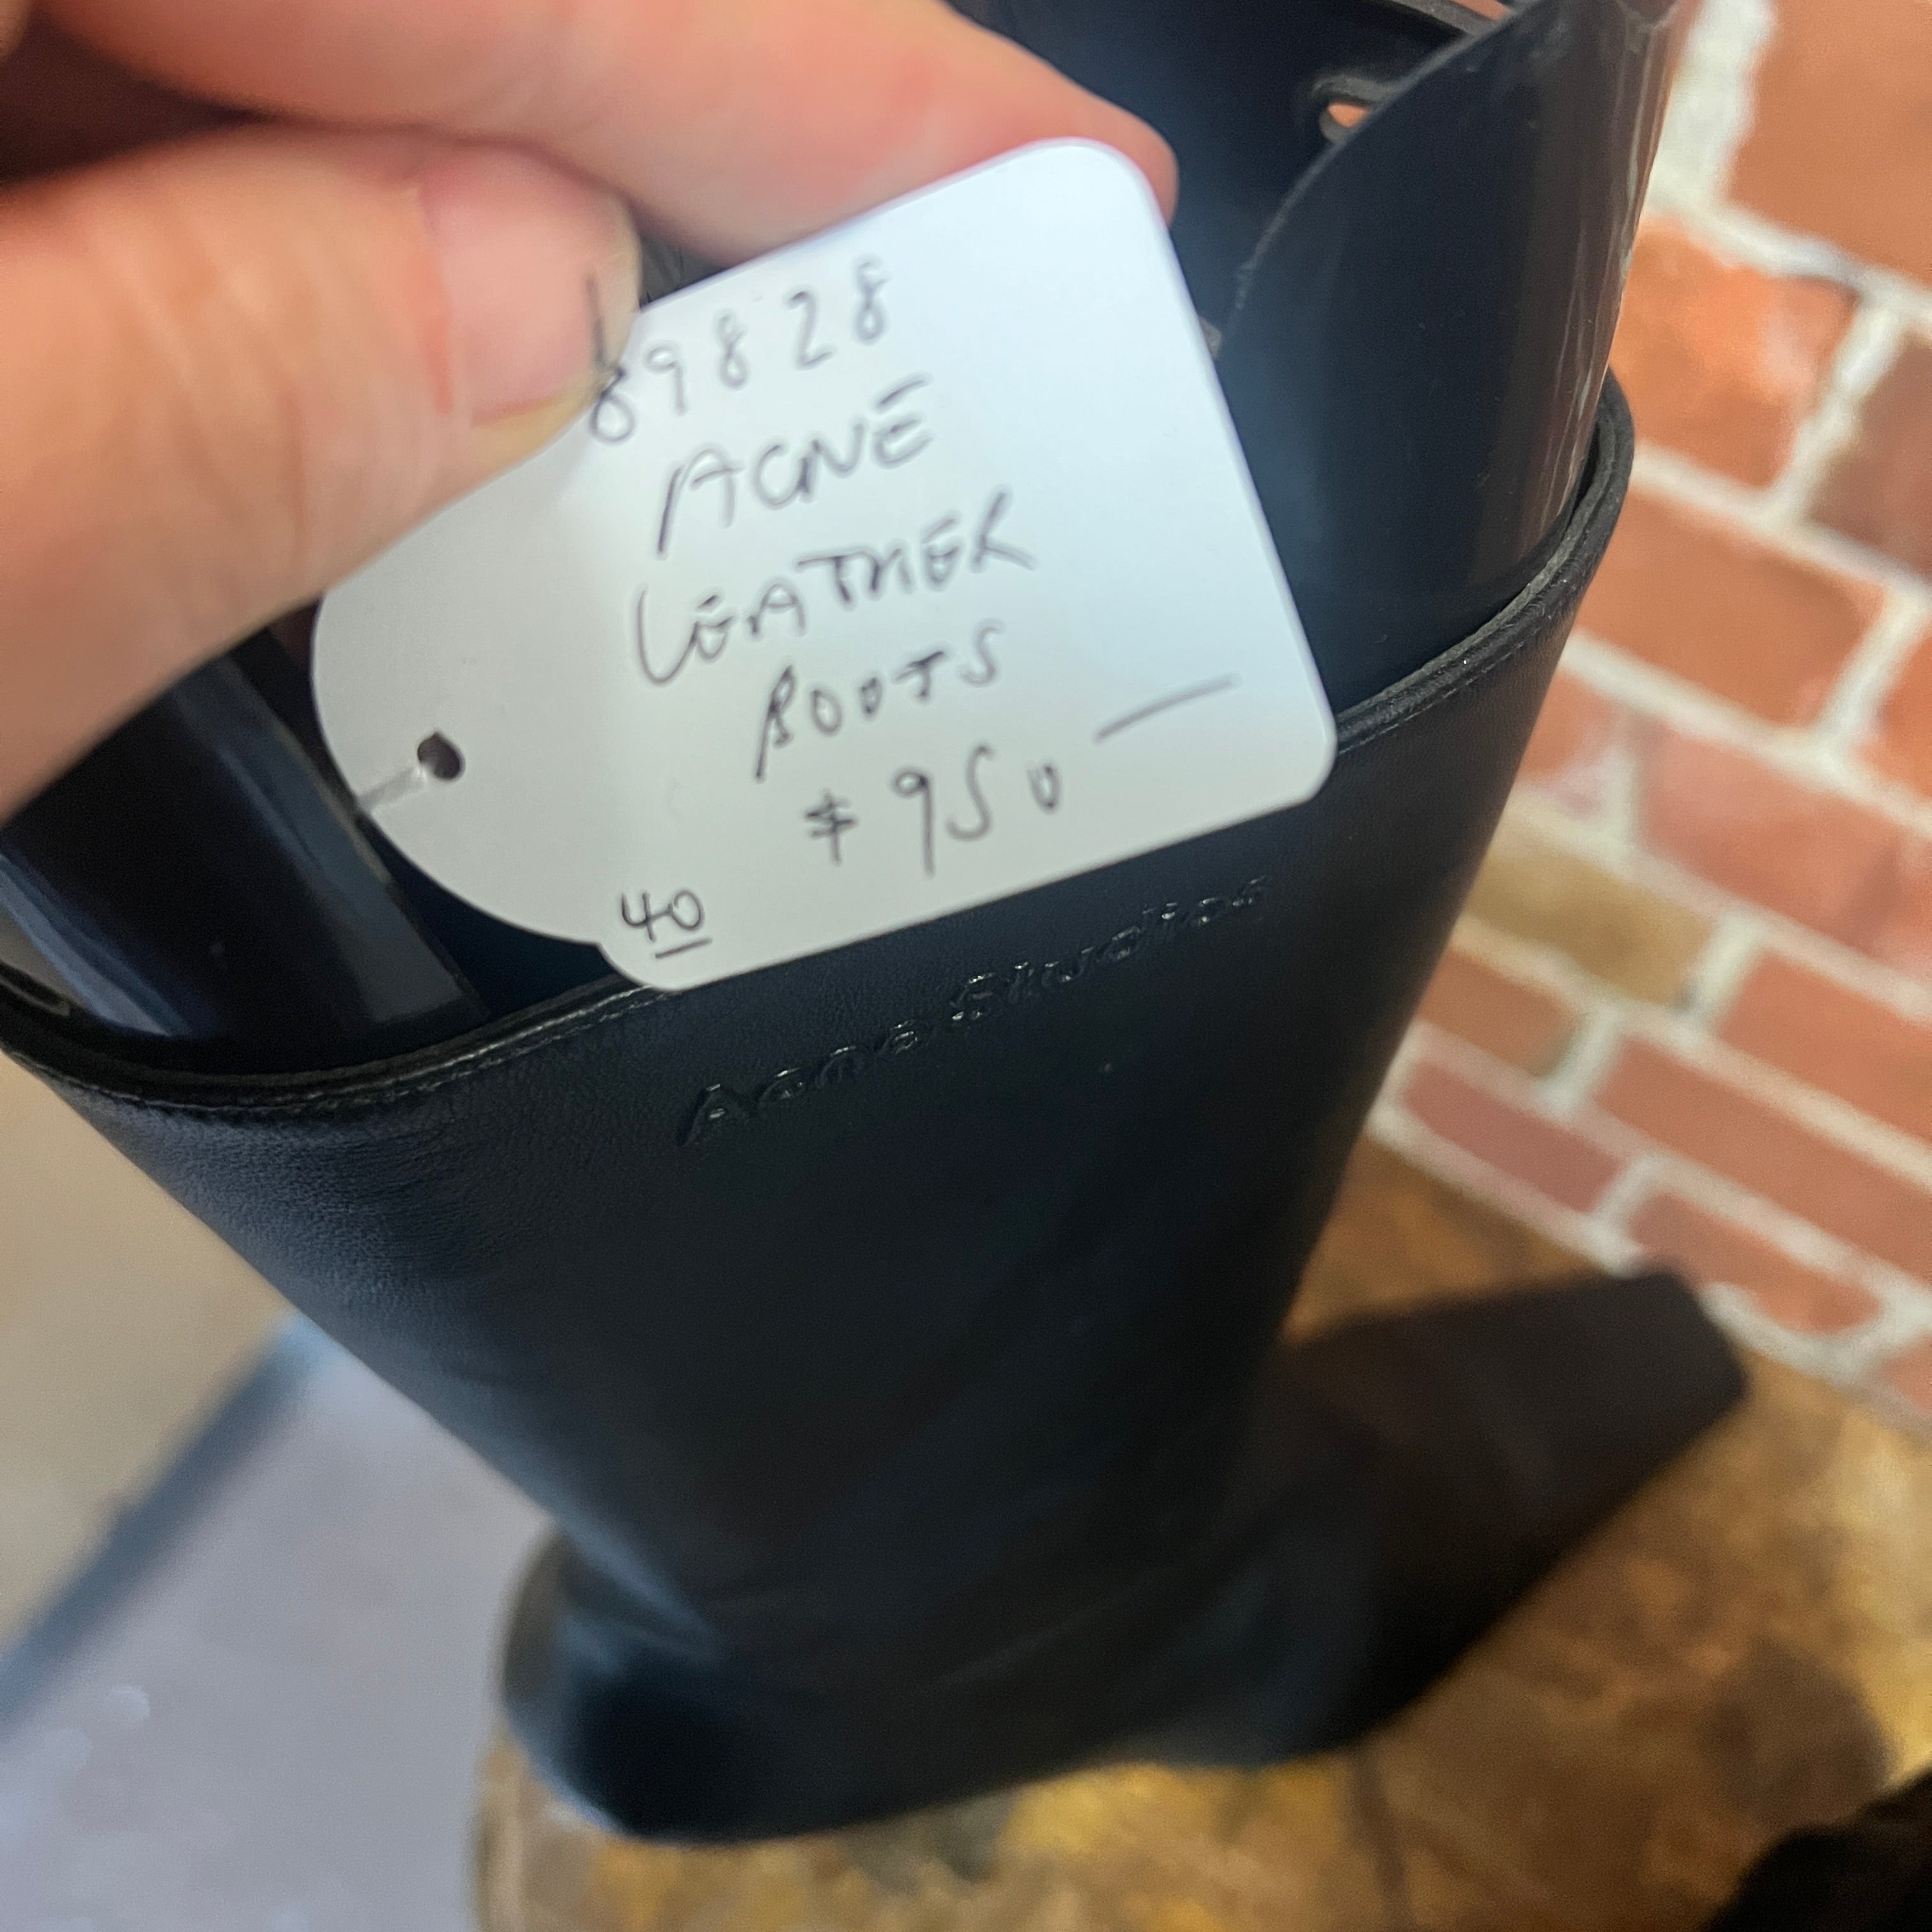 89828
ACNE
LEATHER
BOOTS
$950 —
40
Acne Studios